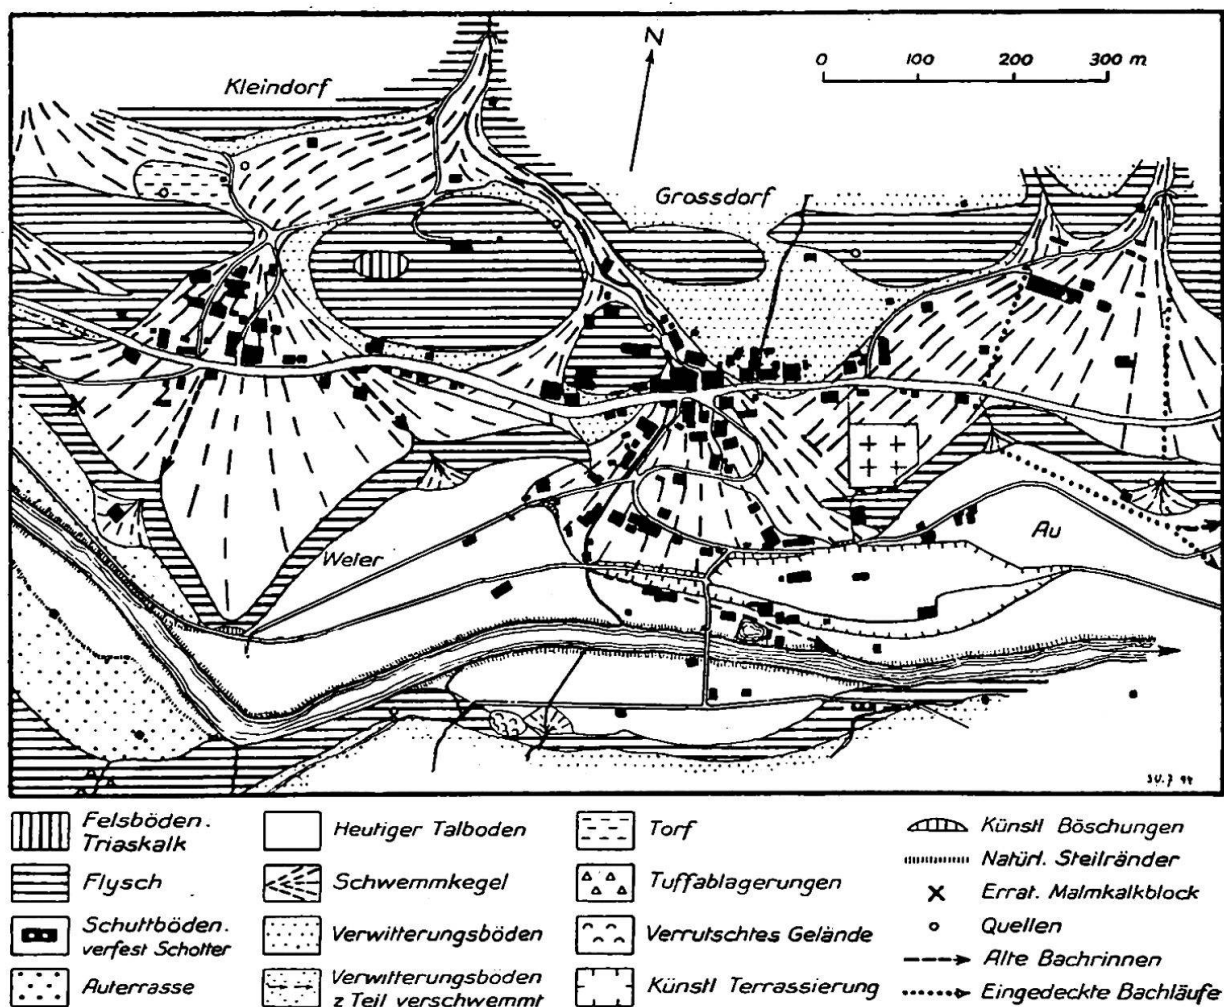 N
0 100 200 300 m
Kleindorf
Grossdorf
Weier
Au
Felsböden.
Triaskalk
Flysch
Schuttböden.
verfest Schotter
Auterrasse
Heutiger Talboden
Schwemmkegel
Verwitterungsböden
Verwitterungsböden
z Teil verschwemmt
Torf
Tuffablagerungen
Verrutschtes Gelände
Künstl Terrassierung
Künstl Böschungen
Natürl. Steilränder
Errat. Malmkalkblock
Quellen
Alte Bachrinnen
Eingedeckte Bachläufe